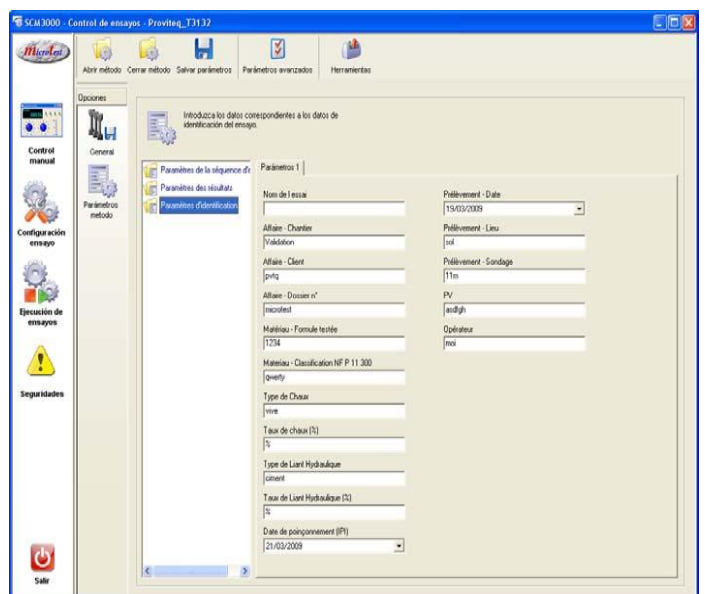 SCM3000 - Control de ensayos - Proviteq_T3132
Microtest
Abrir método
Cerrar método
Salvar parámetros
Parámetros avanzados
Herramientas
Opciones
Control manual
Configuración ensayo
Ejecución de ensayos
Seguridades
Salir
General
Parámetros metodo
Introduzca los datos correspondientes a los datos de
identificación del ensayo.
Paramètres de la séquence d'e
Paramètres des résultats
Paramètres d'identification
Parámetros 1
Nom de l essai
Affaire - Chantier
Validation
Affaire - Client
pvtq
Affaire - Dossier n°
microtest
Matériau - Formule testée
1234
Materiau - Classification NF P 11 300
qwerty
Type de Chaux
vive
Taux de chaux (%)
%
Type de Liant Hydraulique
ciment
Taux de Liant Hydraulique (%)
%
Date de poinçonnement (IPI)
21/03/2009
Prélèvement - Date
19/03/2009
Prélèvement - Lieu
sol
Prélèvement - Sondage
11m
PV
asdfgh
Opérateur
moi